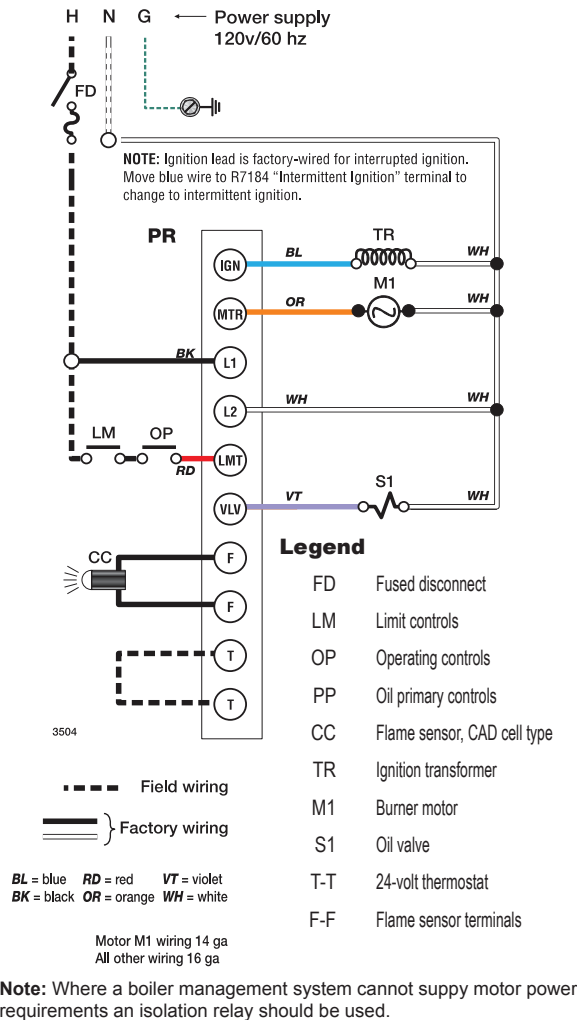 H N G ← Power supply
120v/60 hz
FD
NOTE: Ignition lead is factory-wired for interrupted ignition.
Move blue wire to R7184 “Intermittent Ignition” terminal to
change to intermittent ignition.
PR
TR
IGN BL WH
M1
MTR OR WH
BK L1
L2 WH
LM OP
RD LMT
S1
VLV VT WH
CC F
F
T
T
3504
Legend
FD Fused disconnect
LM Limit controls
OP Operating controls
PP Oil primary controls
CC Flame sensor, CAD cell type
TR Ignition transformer
M1 Burner motor
S1 Oil valve
T-T 24-volt thermostat
F-F Flame sensor terminals
Field wiring
Factory wiring
BL = blue RD = red VT = violet
BK = black OR = orange WH = white
Motor M1 wiring 14 ga
All other wiring 16 ga
Note: Where a boiler management system cannot suppy motor power
requirements an isolation relay should be used.